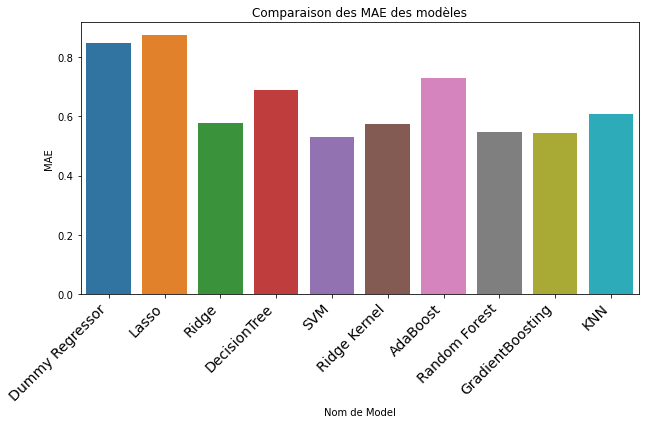 Comparaison des MAE des modèles
MAE
0.8
0.6
0.4
0.2
0.0
Dummy Regressor
Lasso
Ridge
DecisionTree
SVM
Ridge Kernel
AdaBoost
Random Forest
GradientBoosting
KNN
Nom de Model